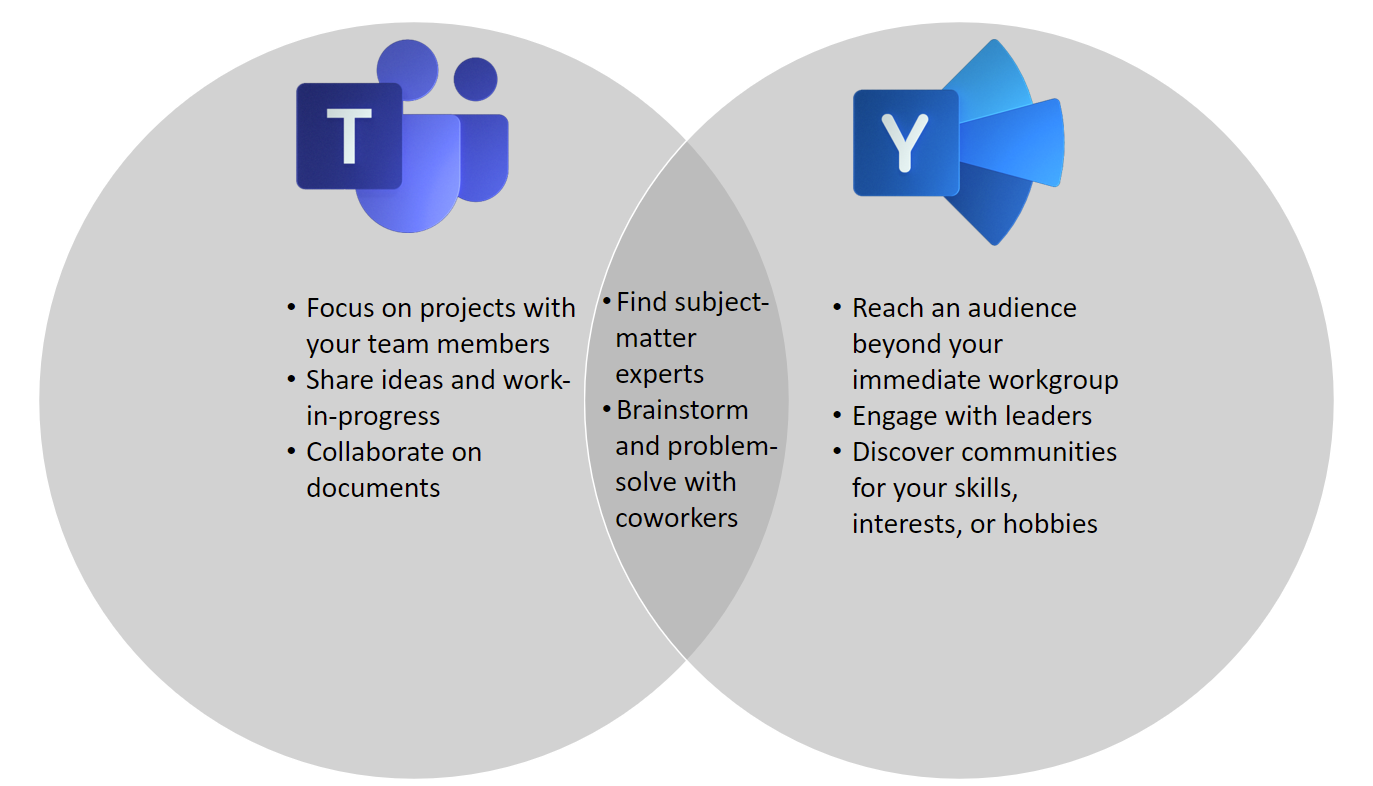 T
Y
• Focus on projects with
your team members
• Share ideas and work-
in-progress
• Collaborate on
documents
• Find subject-
matter
experts
• Brainstorm
and problem-
solve with
coworkers
• Reach an audience
beyond your
immediate workgroup
• Engage with leaders
• Discover communities
for your skills,
interests, or hobbies